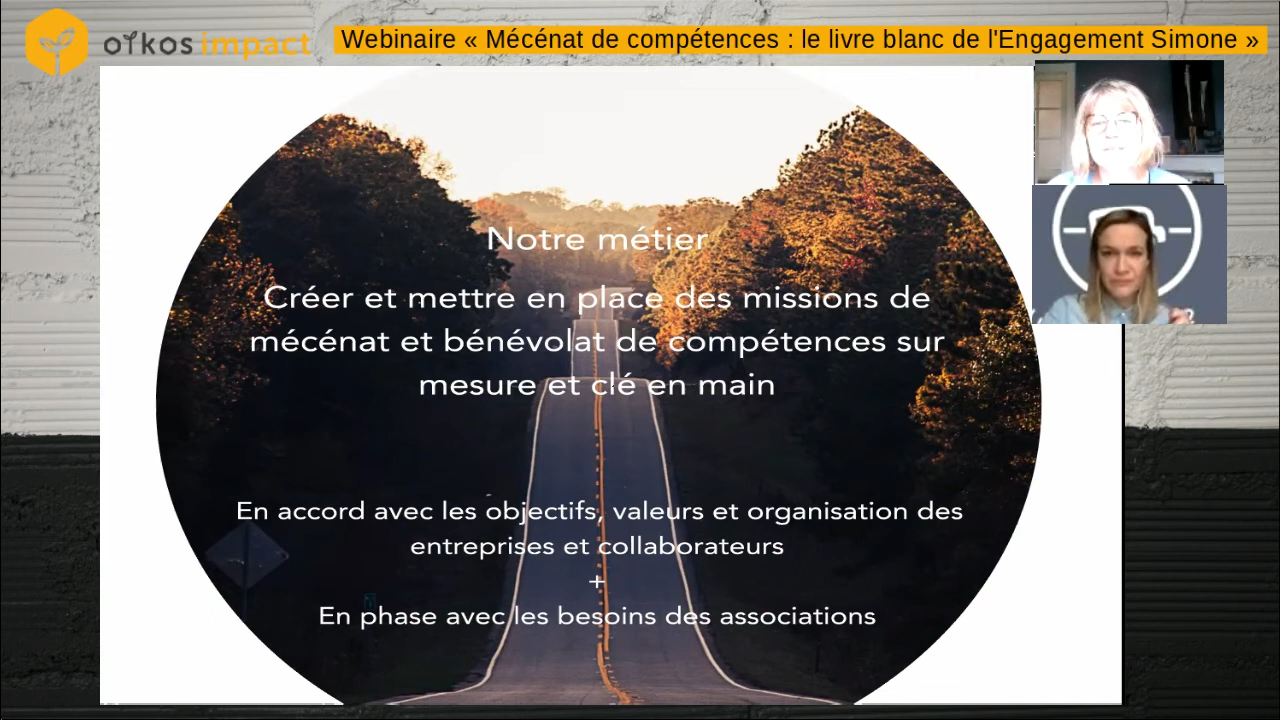 oikos impact
Webinaire « Mécénat de compétences : le livre blanc de l'Engagement Simone »
Notre métier
Créer et mettre en place des missions de
mécénat et bénévolat de compétences sur
mesure et clé en main
En accord avec les objectifs, valeurs et organisation des
entreprises et collaborateurs
+
En phase avec les besoins des associations